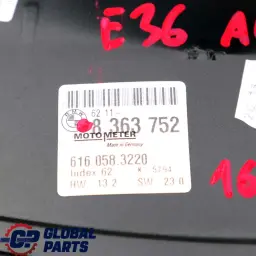 E36
62 11-
8 363 752
MOTOMETER
Made in Germany
616 058 3220
Index 62 * 5264
HW: 13.2 SW: 23.0
16
GLOBAL
PARTS